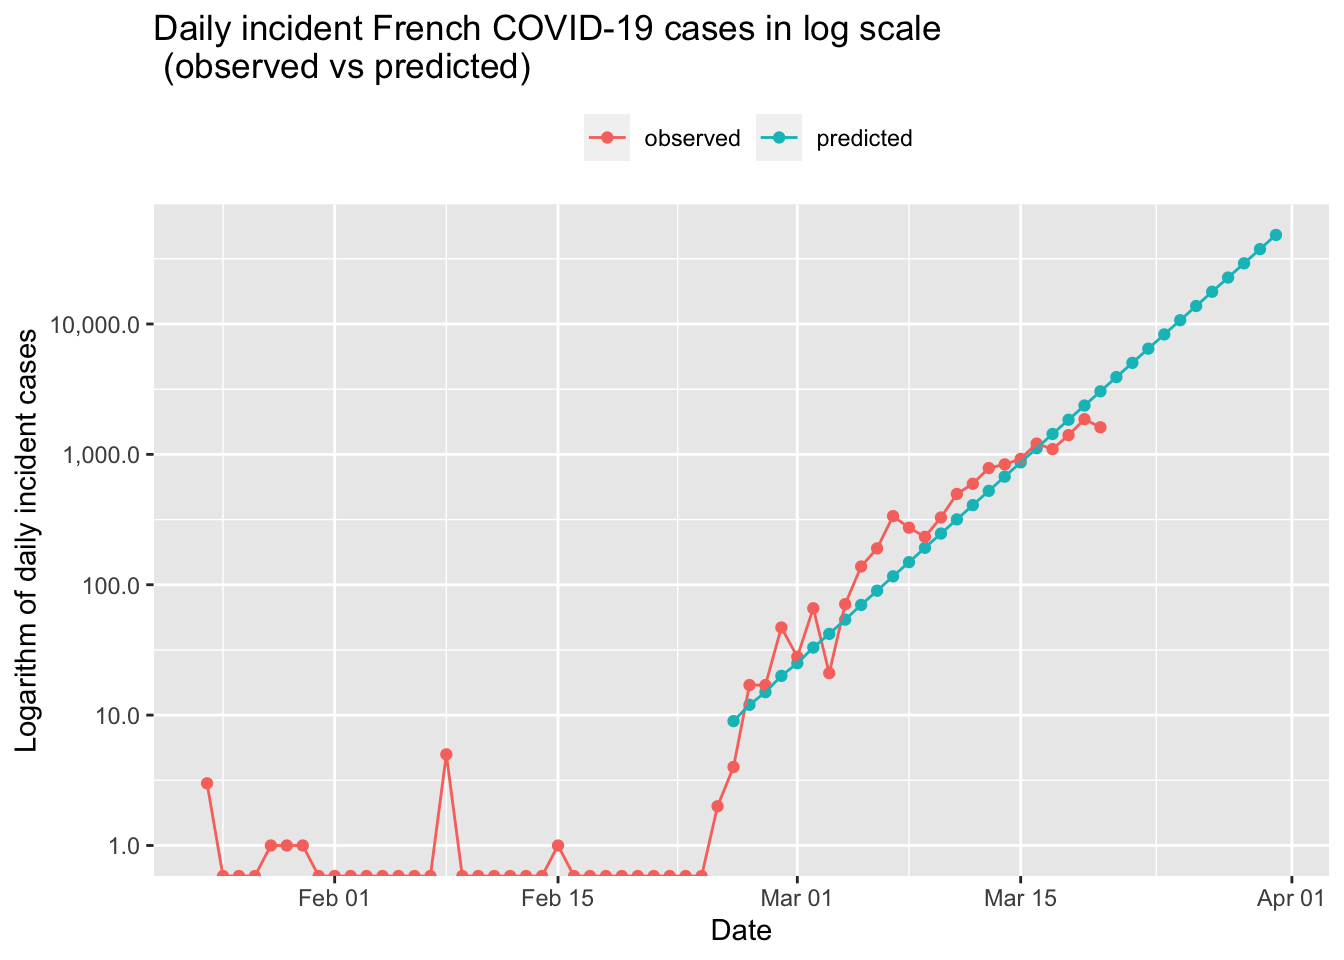 Daily incident French COVID-19 cases in log scale
(observed vs predicted)
observed
predicted
Logarithm of daily incident cases
10,000.0
1,000.0
100.0
10.0
1.0
Feb 01
Feb 15
Mar 01
Mar 15
Apr 01
Date